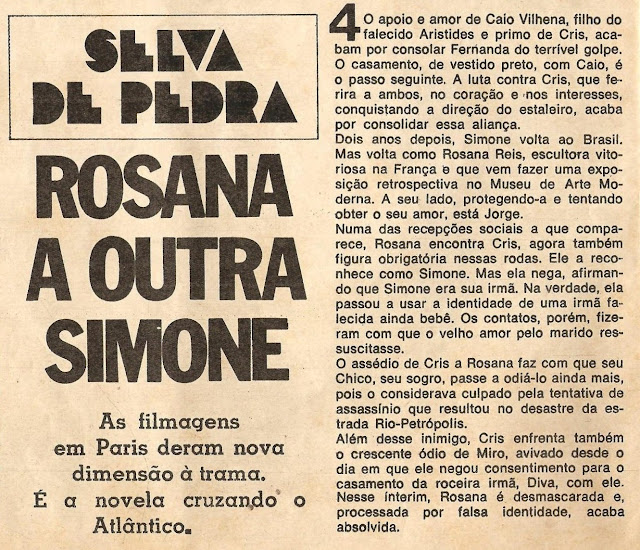 SELVA
DE PEDRA
ROSANA
A OUTRA
SIMONE
As filmagens
em Paris deram nova
dimensão à trama.
É a novela cruzando o
Atlântico.
4 O apoio e amor de Caio Vilhena, filho do
falecido Aristides e primo de Cris, aca-
bam por consolar Fernanda do terrível golpe.
O casamento, de vestido preto, com Caio, é
o passo seguinte. A luta contra Cris, que fe-
rira a ambos, no coração e nos interesses,
conquistando a direção do estaleiro, acaba
por consolidar essa aliança.
Dois anos depois, Simone volta ao Brasil.
Mas volta como Rosana Reis, escultora vito-
riosa na França e que vem fazer uma expo-
sição retrospectiva no Museu de Arte Mo-
derna. A seu lado, protegendo-a e tentando
obter o seu amor, está Jorge.
Numa das recepções sociais a que compa-
rece, Rosana encontra Cris, agora também
figura obrigatória nessas rodas. Ele a reco-
nhece como Simone. Mas ela nega, afirman-
do que Simone era sua irmã. Na verdade, ela
passou a usar a identidade de uma irmã fa-
lecida ainda bebê. Os contatos, porém, fize-
ram com que o velho amor pelo marido res-
suscitasse.
O assédio de Cris a Rosana faz com que seu
Chico, seu sogro, passe a odiá-lo ainda mais,
pois o considerava culpado pela tentativa de
assassínio que resultou no desastre da es-
trada Rio-Petrópolis.
Além desse inimigo, Cris enfrenta também
o crescente ódio de Miro, avivado desde o
dia em que ele negou consentimento para o
casamento da roceira irmã, Diva, com ele.
Nesse ínterim, Rosana é desmascarada e,
processada por falsa identidade, acaba
absolvida.